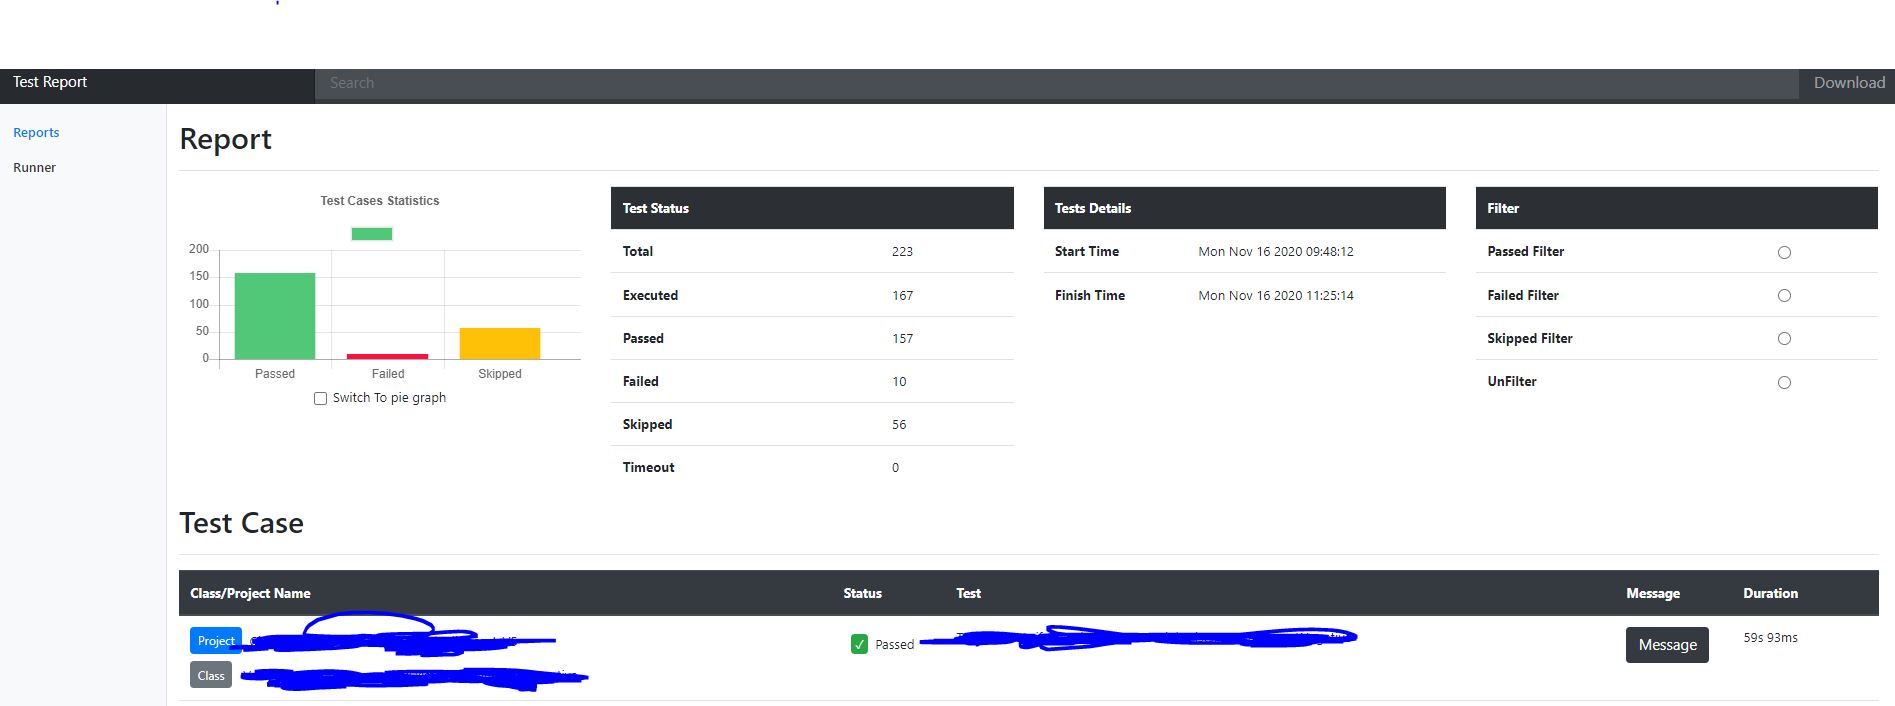 Test Report
Search
Download
Reports
Runner
Report
Test Cases Statistics
200
150
100
50
0
Passed
Failed
Skipped
Switch To pie graph
Test Status
Total 223
Executed 167
Passed 157
Failed 10
Skipped 56
Timeout 0
Tests Details
Start Time Mon Nov 16 2020 09:48:12
Finish Time Mon Nov 16 2020 11:25:14
Filter
Passed Filter
Failed Filter
Skipped Filter
UnFilter
Test Case
Class/Project Name Status Test Message Duration
Project Passed Message 59s 93ms
Class